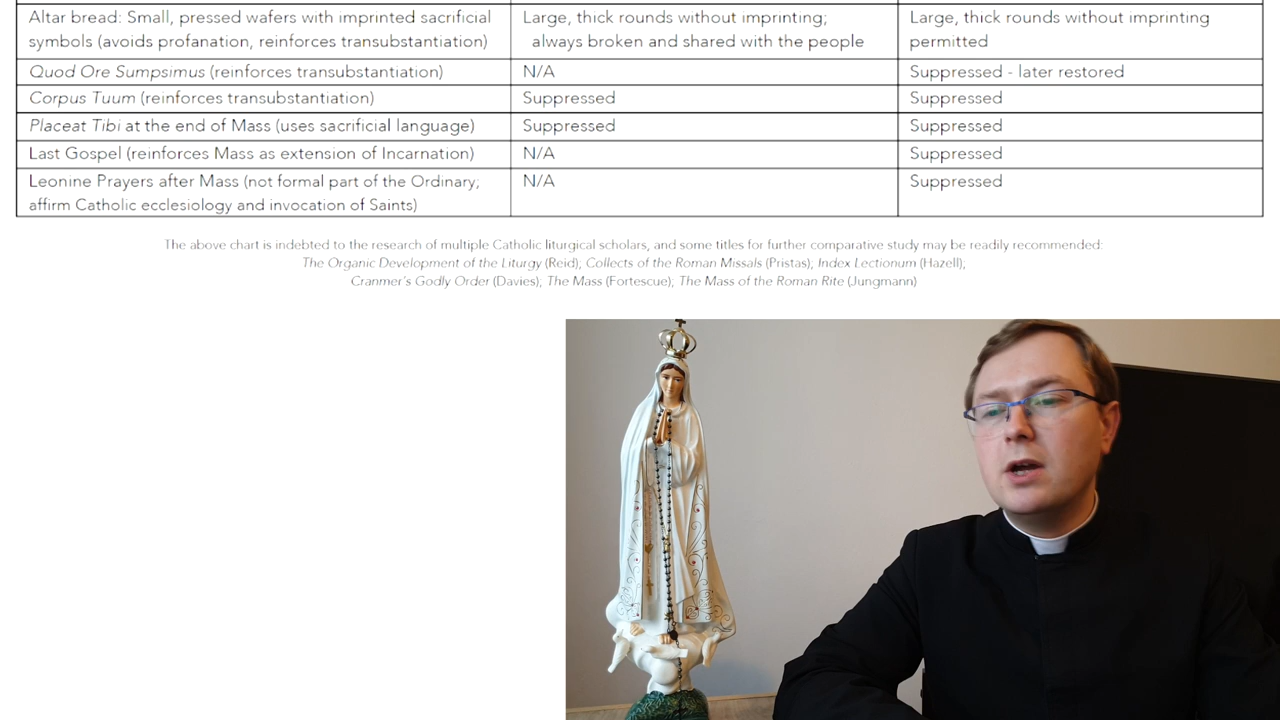 Altar bread: Small, pressed wafers with imprinted sacrificial
symbols (avoids profanation, reinforces transubstantiation)
Large, thick rounds without imprinting;
always broken and shared with the people
Large, thick rounds without imprinting
permitted
Quod Ore Sumpsimus (reinforces transubstantiation)
N/A
Suppressed - later restored
Corpus Tuum (reinforces transubstantiation)
Suppressed
Suppressed
Placeat Tibi at the end of Mass (uses sacrificial language)
Suppressed
Suppressed
Last Gospel (reinforces Mass as extension of Incarnation)
N/A
Suppressed
Leonine Prayers after Mass (not formal part of the Ordinary;
affirm Catholic ecclesiology and invocation of Saints)
N/A
Suppressed
The above chart is indebted to the research of multiple Catholic liturgical scholars, and some titles for further comparative study may be readily recommended:
The Organic Development of the Liturgy (Reid); Collects of the Roman Missals (Pristas); Index Lectionum (Hazell);
Cranmer's Godly Order (Davies); The Mass (Fortescue); The Mass of the Roman Rite (Jungmann)